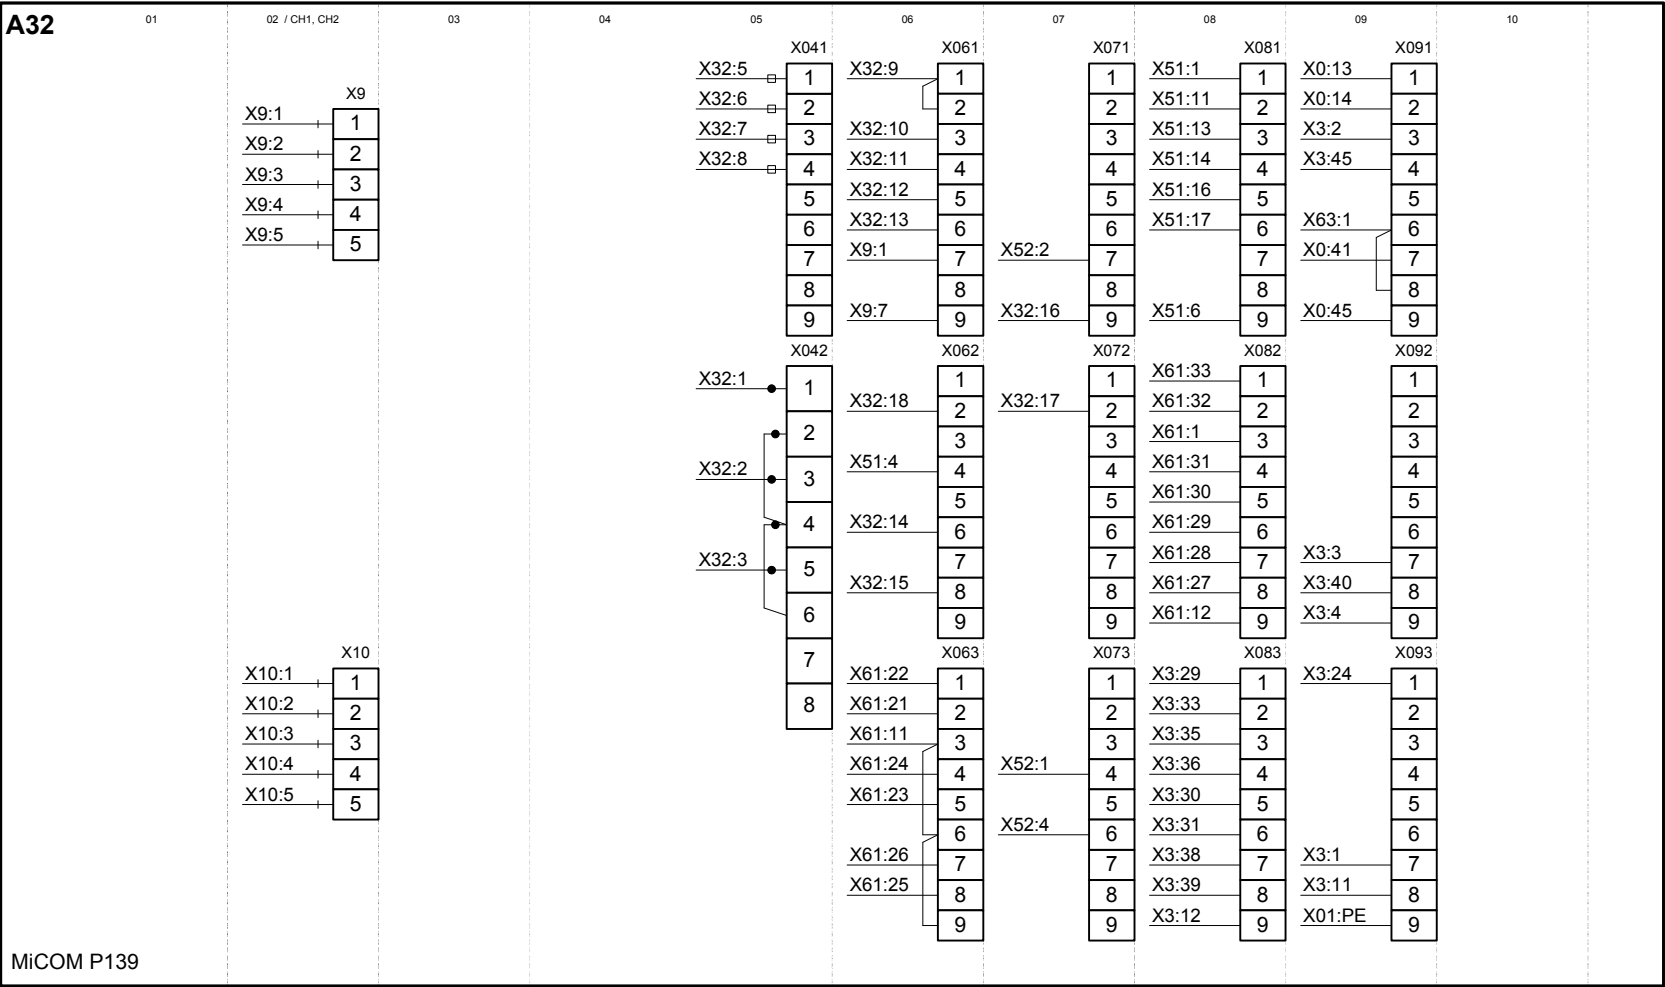 A32
01
02 / CH1, CH2
03
04
05
06
07
08
09
10
X9
X9:1 1
X9:2 2
X9:3 3
X9:4 4
X9:5 5
X10
X10:1 1
X10:2 2
X10:3 3
X10:4 4
X10:5 5
X041
X32:5 1
X32:6 2
X32:7 3
X32:8 4
5
6
7
8
9
X042
X32:1 1
2
X32:2 3
4
X32:3 5
6
7
8
X061
X32:9 1
2
X32:10 3
X32:11 4
X32:12 5
X32:13 6
X9:1 7
8
X9:7 9
X062
1
X32:18 2
3
X51:4 4
5
X32:14 6
7
X32:15 8
9
X063
X61:22 1
X61:21 2
X61:11 3
X61:24 4
X61:23 5
6
X61:26 7
X61:25 8
9
X071
1
2
3
4
5
6
X52:2 7
8
X32:16 9
X072
1
X32:17 2
3
4
5
6
7
8
9
X073
1
2
3
X52:1 4
5
X52:4 6
7
8
9
X081
X51:1 1
X51:11 2
X51:13 3
X51:14 4
X51:16 5
X51:17 6
7
8
X51:6 9
X082
X61:33 1
X61:32 2
X61:1 3
X61:31 4
X61:30 5
X61:29 6
X61:28 7
X61:27 8
X61:12 9
X083
X3:29 1
X3:33 2
X3:35 3
X3:36 4
X3:30 5
X3:31 6
X3:38 7
X3:39 8
X3:12 9
X091
X0:13 1
X0:14 2
X3:2 3
X3:45 4
5
X63:1 6
X0:41 7
8
X0:45 9
X092
1
2
3
4
5
6
X3:3 7
X3:40 8
X3:4 9
X093
X3:24 1
2
3
4
5
6
X3:1 7
X3:11 8
X01:PE 9
MiCOM P139